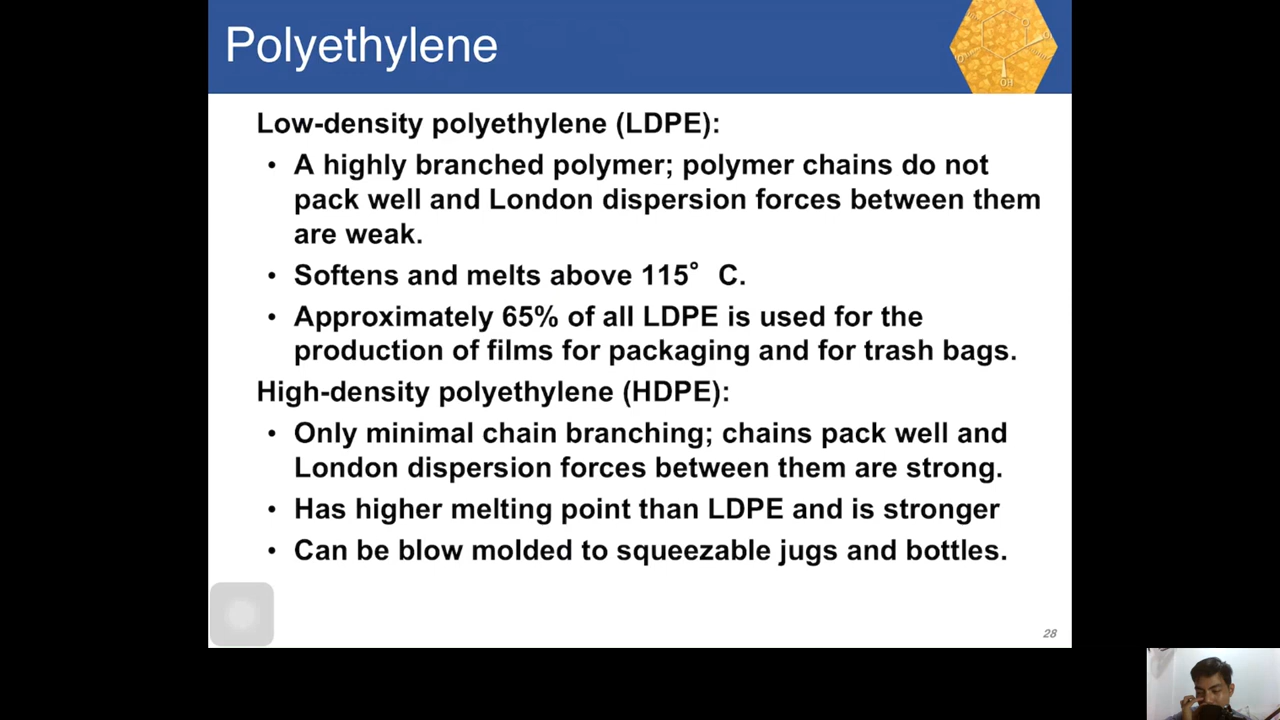 Polyethylene
O
O
O
OH
Low-density polyethylene (LDPE):
• A highly branched polymer; polymer chains do not
pack well and London dispersion forces between them
are weak.
• Softens and melts above 115° C.
• Approximately 65% of all LDPE is used for the
production of films for packaging and for trash bags.
High-density polyethylene (HDPE):
• Only minimal chain branching; chains pack well and
London dispersion forces between them are strong.
• Has higher melting point than LDPE and is stronger
• Can be blow molded to squeezable jugs and bottles.
28